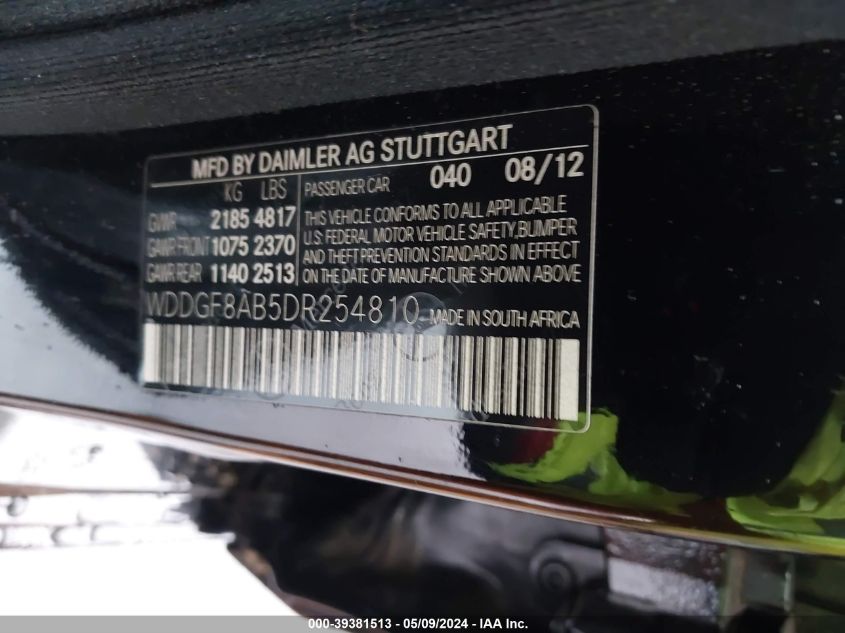 MFD BY DAIMLER AG STUTTGART
KG LBS PASSENGER CAR 040 08/12
GVWR 2185 4817 THIS VEHICLE CONFORMS TO ALL APPLICABLE
GAWR FRONT 1075 2370 U.S. FEDERAL MOTOR VEHICLE SAFETY, BUMPER
GAWR REAR 1140 2513 AND THEFT PREVENTION STANDARDS IN EFFECT
ON THE DATE OF MANUFACTURE SHOWN ABOVE
WDDGF8AB5DR254810 MADE IN SOUTH AFRICA
000-39381513 - 05/09/2024 - IAA Inc.